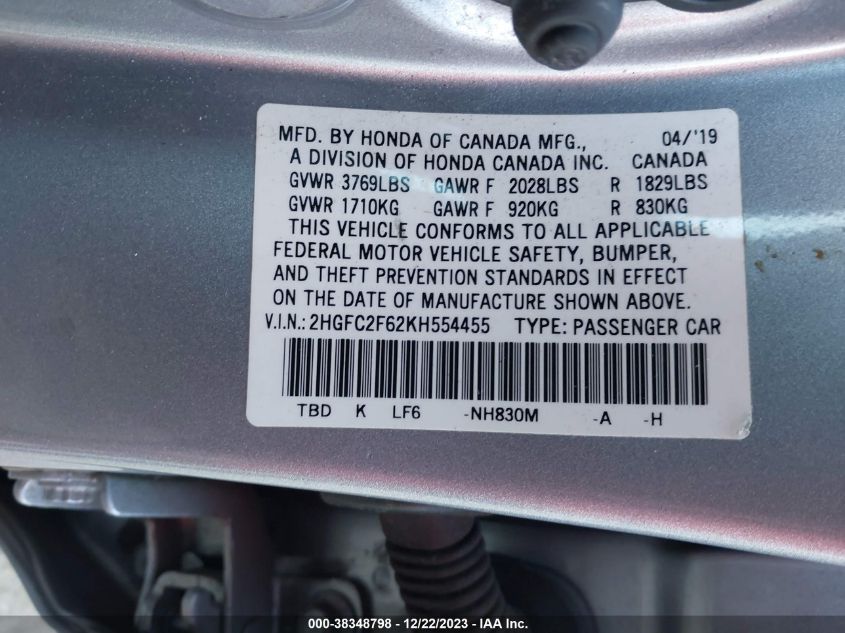 MFD. BY HONDA OF CANADA MFG., 04/'19
A DIVISION OF HONDA CANADA INC. CANADA
GVWR 3769LBS GAWR F 2028LBS R 1829LBS
GVWR 1710KG GAWR F 920KG R 830KG
THIS VEHICLE CONFORMS TO ALL APPLICABLE
FEDERAL MOTOR VEHICLE SAFETY, BUMPER,
AND THEFT PREVENTION STANDARDS IN EFFECT
ON THE DATE OF MANUFACTURE SHOWN ABOVE.
V.I.N.: 2HGFC2F62KH554455 TYPE: PASSENGER CAR
TBD K LF6 -NH830M -A -H
000-38348798 - 12/22/2023 - IAA Inc.